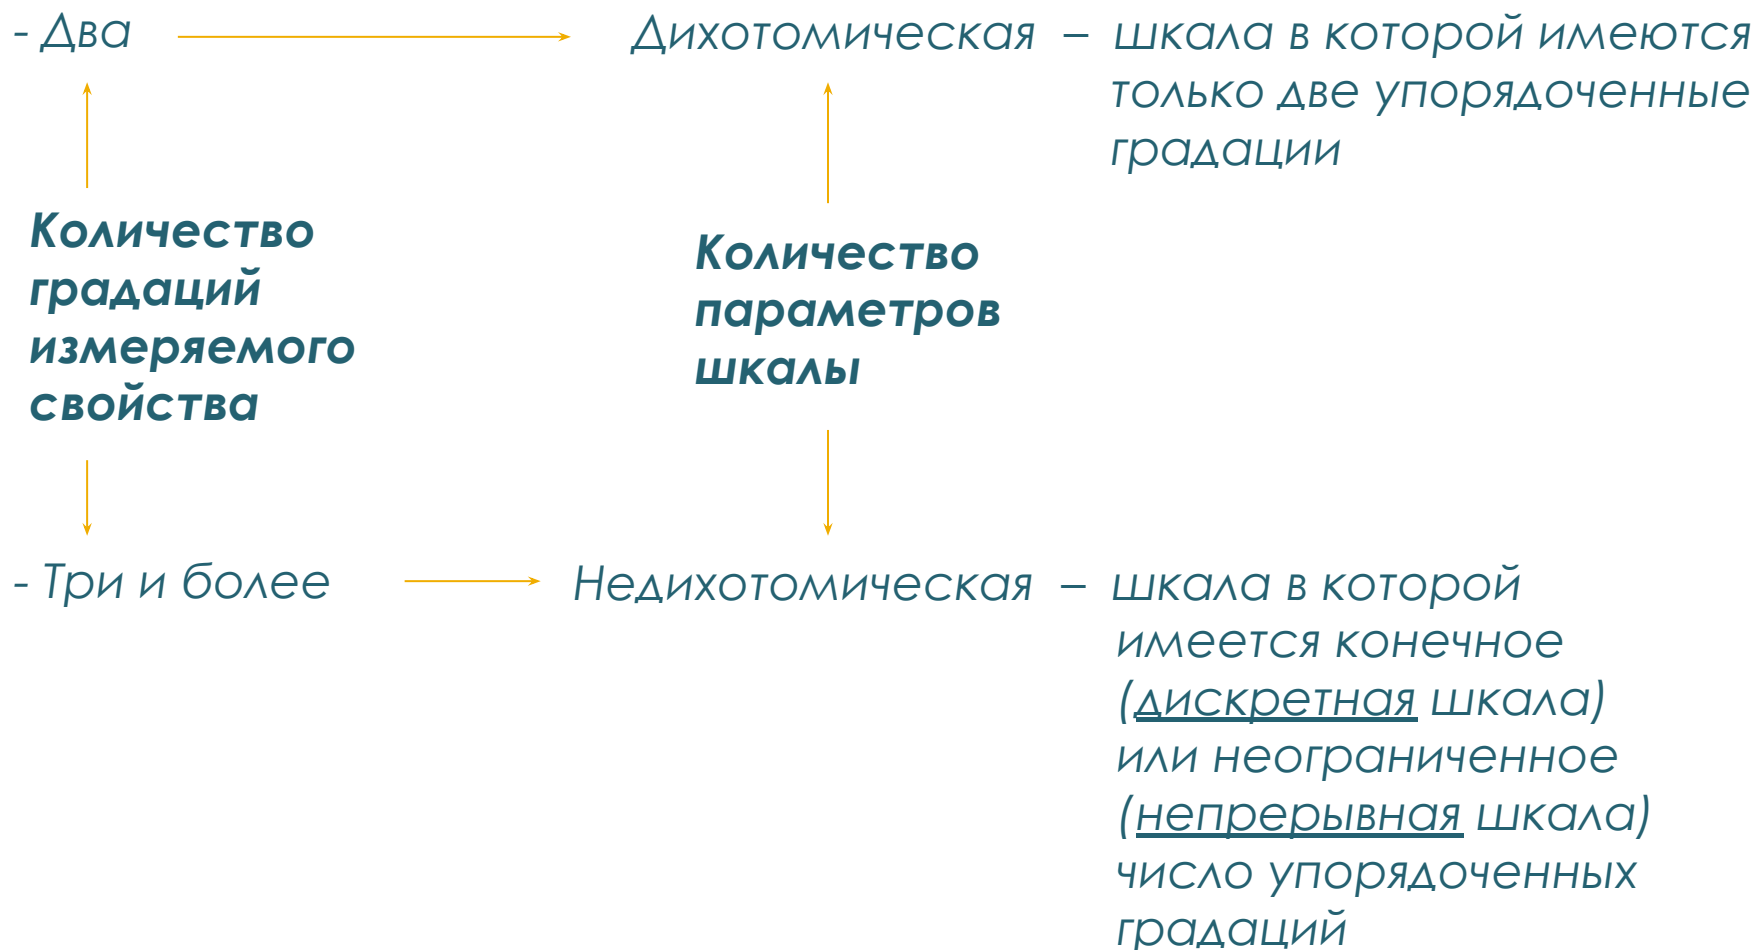 - Два
Дихотомическая – шкала в которой имеются
только две упорядоченные
градации
Количество
градаций
измеряемого
свойства
Количество
параметров
шкалы
- Три и более
Недихотомическая – шкала в которой
имеется конечное
(дискретная шкала)
или неограниченное
(непрерывная шкала)
число упорядоченных
градаций